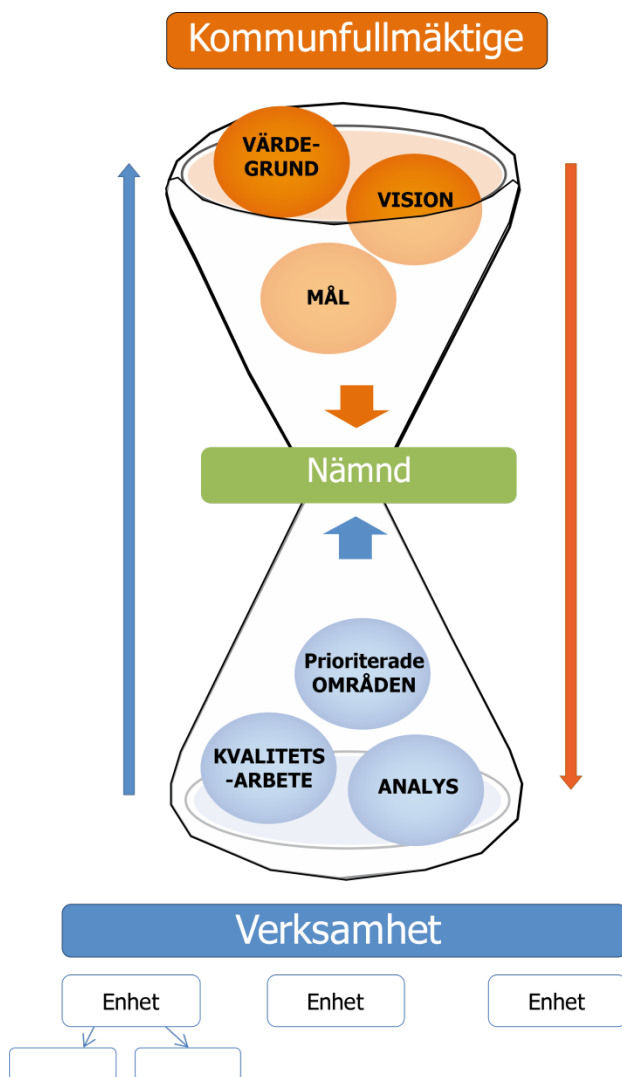 Kommunfullmäktige
VÄRDE-
GRUND
VISION
MÅL
Nämnd
Prioriterade
OMRÅDEN
KVALITETS
-ARBETE
ANALYS
Verksamhet
Enhet
Enhet
Enhet